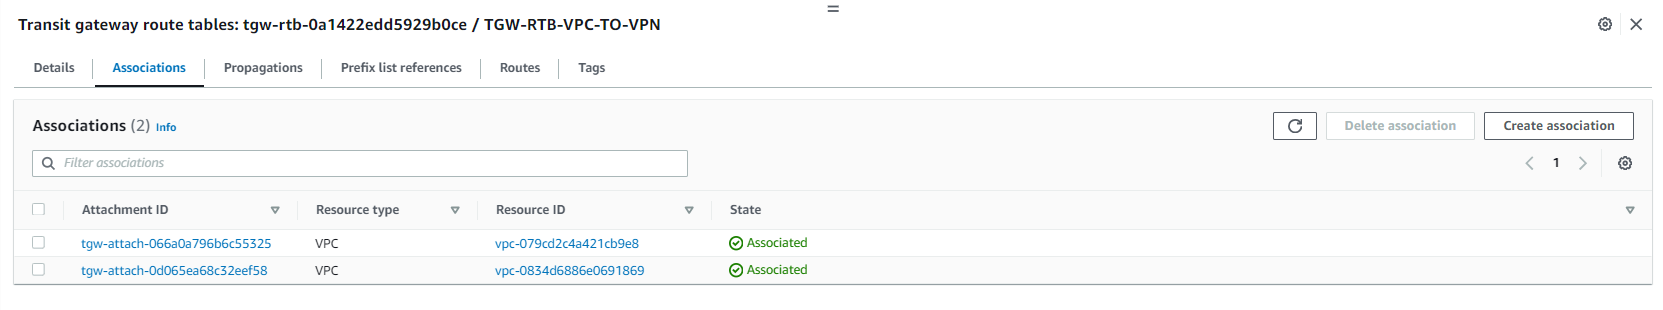 Transit gateway route tables: tgw-rtb-0a1422edd5929b0ce / TGW-RTB-VPC-TO-VPN
Details Associations Propagations Prefix list references Routes Tags
Associations (2) Info Delete association Create association
Filter associations 1
Attachment ID Resource type Resource ID State
tgw-attach-066a0a796b6c55325 VPC vpc-079cd2c4a421cb9e8 Associated
tgw-attach-0d065ea68c32eef58 VPC vpc-0834d6886e0691869 Associated